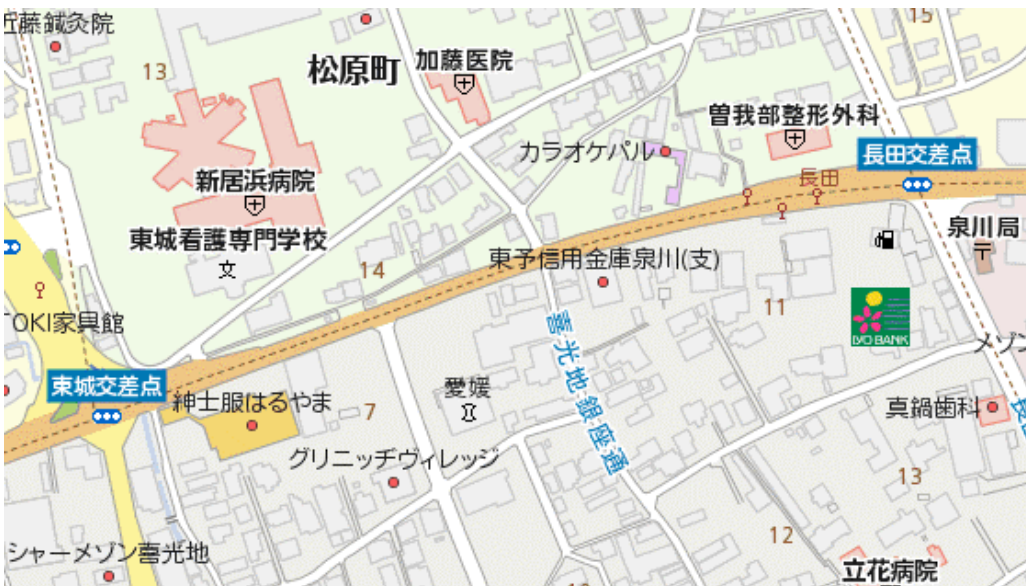 近藤鍼灸院
15
13
松原町
加藤医院
曽我部整形外科
カラオケパル
長田交差点
新居浜病院
長田
東城看護専門学校
泉川局
14
東予信用金庫泉川(支)
11
TOKI家具館
喜光地銀座通
IYO BANK
メゾン
東城交差点
紳士服はるやま
7
愛媛
真鍋歯科
グリニッチヴィレッジ
13
12
シャーメゾン喜光地
立花病院